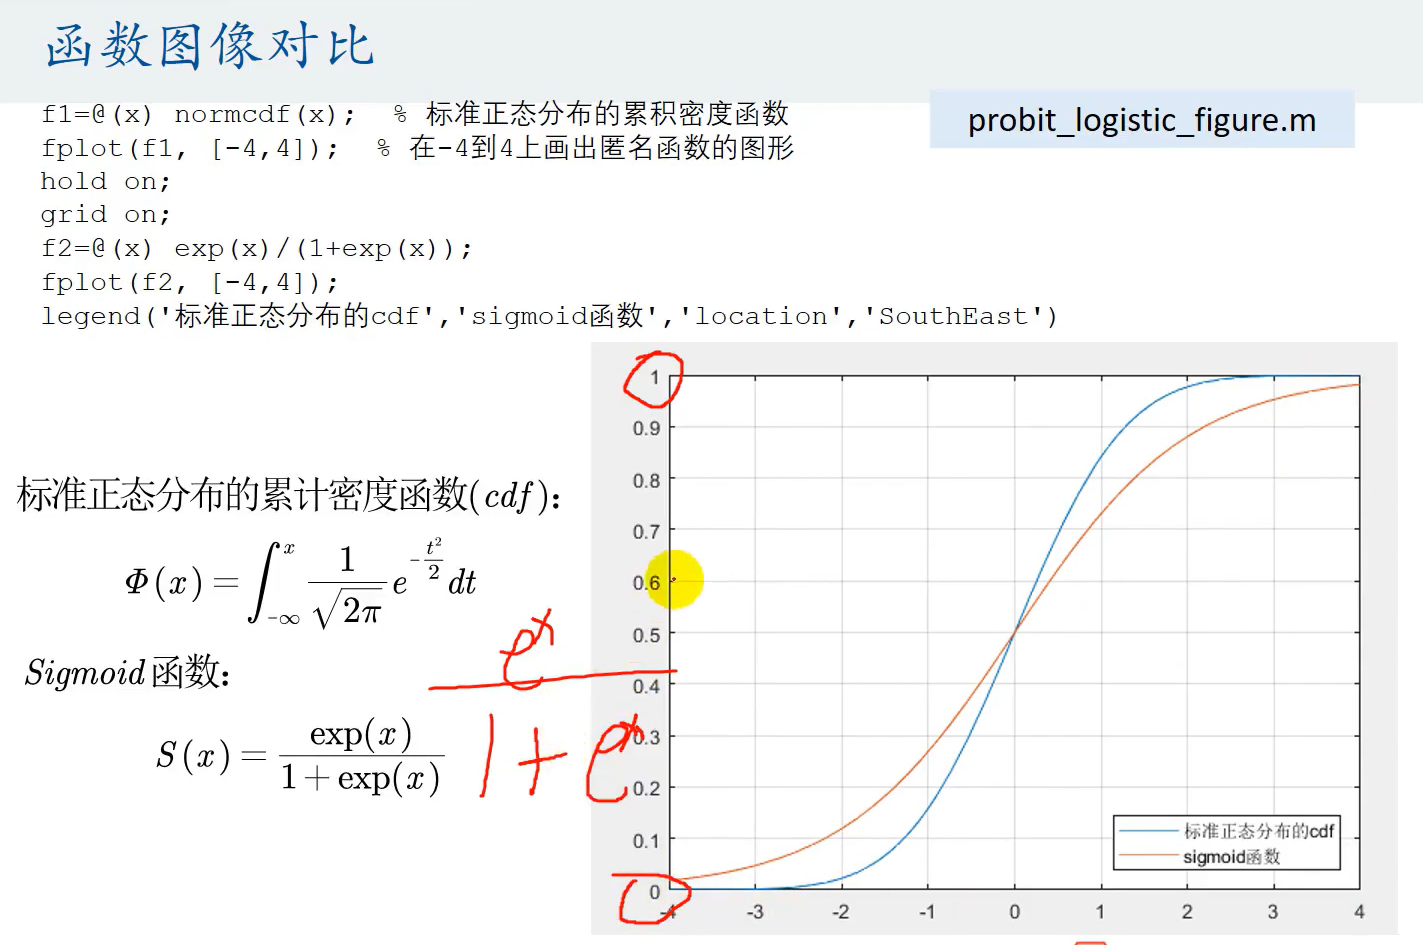 函数图像对比
f1=@(x) normcdf(x);  % 标准正态分布的累积密度函数
probit_logistic_figure.m
fplot(f1, [-4,4]);  % 在-4到4上画出匿名函数的图形
hold on;
grid on;
f2=@(x) exp(x)/(1+exp(x));
fplot(f2, [-4,4]);
legend('标准正态分布的cdf','sigmoid函数','location','SouthEast')
标准正态分布的累计密度函数(cdf)：
Φ(x) = ∫_{-∞}^{x} \frac{1}{\sqrt{2π}} e^{-\frac{t^2}{2}} dt
Sigmoid 函数：
S(x) = \frac{exp(x)}{1+exp(x)}
e^x
1+e^x
1
0.9
0.8
0.7
0.6
0.5
0.4
0.3
0.2
0.1
0
-4 -3 -2 -1 0 1 2 3 4
标准正态分布的cdf
sigmoid函数